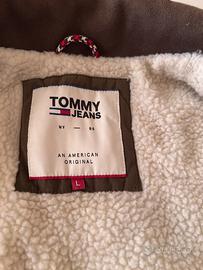 TOMMY
JEANS
NY — 85
AN AMERICAN
ORIGINAL
L